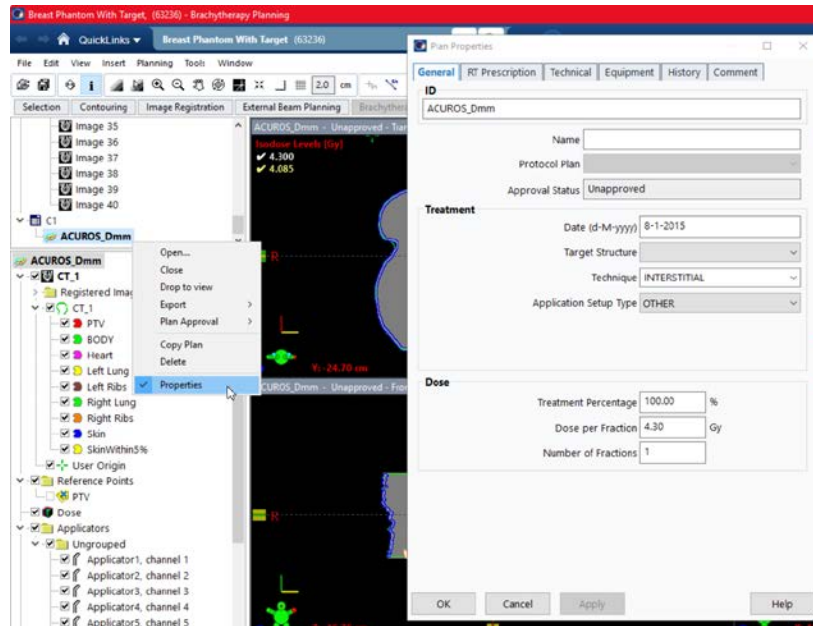 Breast Phantom With Target, (63236) - Brachytherapy Planning
QuickLinks Breast Phantom With Target (63236)
File Edit View Insert Planning Tools Window
2.0 cm
Selection Contouring Image Registration External Beam Planning
Image 35
Image 36
Image 37
Image 38
Image 39
Image 40
C1
ACUROS_Dmm
ACUROS_Dmm
CT_1
CT_1
PTV
BODY
Heart
Left Lung
Left Ribs
Right Lung
Right Ribs
Skin
SkinWithin5%
User Origin
Reference Points
PTV
Dose
Applicators
Ungrouped
Applicator1, channel 1
Applicator2, channel 2
Applicator3, channel 3
Applicator4, channel 4
Applicator5, channel 5
Open...
Close
Drop to view
Export
Plan Approval
Copy Plan
Delete
Properties
ACUROS_Dmm - Unapproved -
Isodose Levels [Gy]
4.300
4.085
R
Y: -24.70 cm
CUROS_Dmm - Unapproved -
R
Plan Properties
General RT Prescription Technical Equipment History Comment
ID
ACUROS_Dmm
Name
Protocol Plan
Approval Status Unapproved
Treatment
Date (d-M-yyyy) 8-1-2015
Target Structure
Technique INTERSTITIAL
Application Setup Type OTHER
Dose
Treatment Percentage 100.00 %
Dose per Fraction 4.30 Gy
Number of Fractions 1
OK Cancel Apply Help